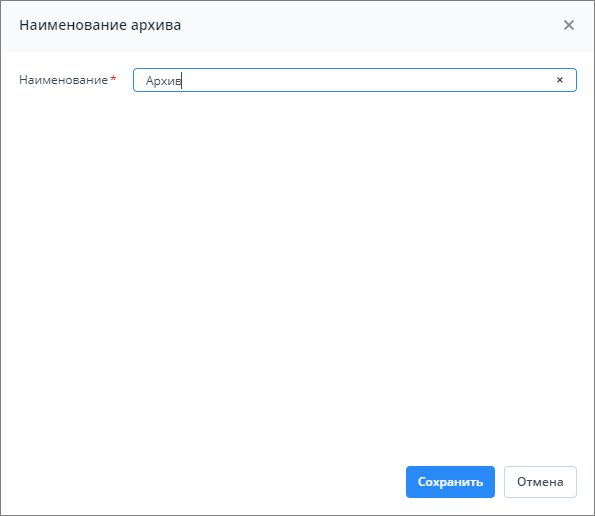 Наименование архива
Наименование * Архив
Сохранить Отмена